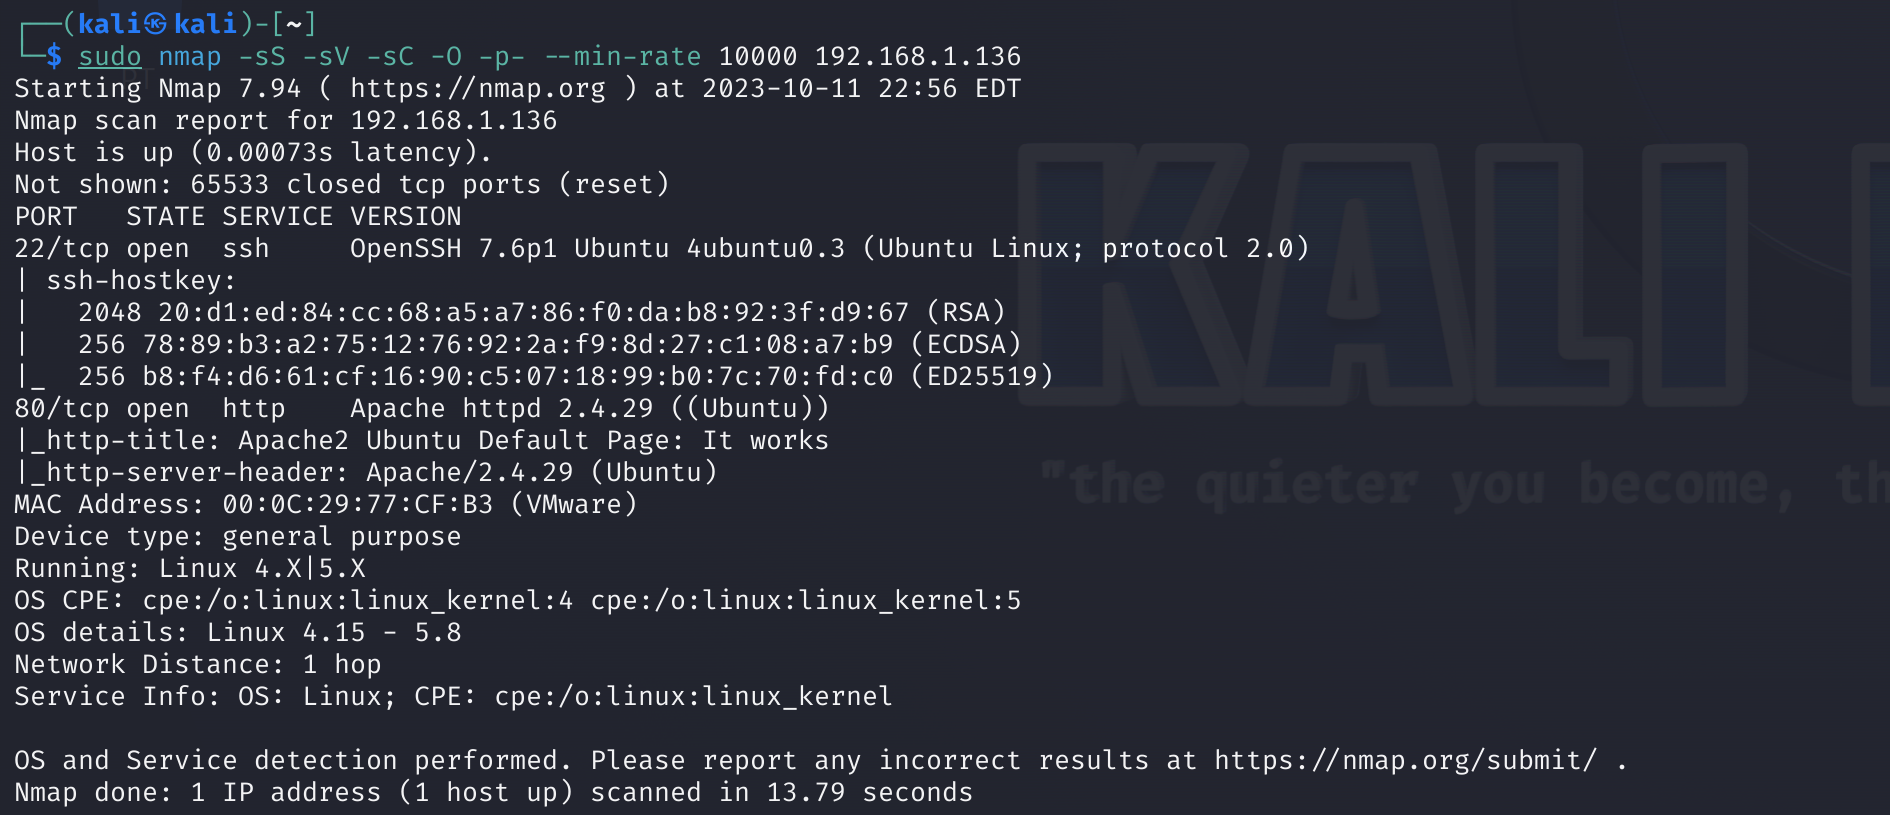 ┌──(kali㉿kali)-[~]
└─$ sudo nmap -sS -sV -sC -O -p- --min-rate 10000 192.168.1.136
Starting Nmap 7.94 ( https://nmap.org ) at 2023-10-11 22:56 EDT
Nmap scan report for 192.168.1.136
Host is up (0.00073s latency).
Not shown: 65533 closed tcp ports (reset)
PORT   STATE SERVICE VERSION
22/tcp open  ssh     OpenSSH 7.6p1 Ubuntu 4ubuntu0.3 (Ubuntu Linux; protocol 2.0)
| ssh-hostkey:
|   2048 20:d1:ed:84:cc:68:a5:a7:86:f0:da:b8:92:3f:d9:67 (RSA)
|   256 78:89:b3:a2:75:12:76:92:2a:f9:8d:27:c1:08:a7:b9 (ECDSA)
|_  256 b8:f4:d6:61:cf:16:90:c5:07:18:99:b0:7c:70:fd:c0 (ED25519)
80/tcp open  http    Apache httpd 2.4.29 ((Ubuntu))
|_http-title: Apache2 Ubuntu Default Page: It works
|_http-server-header: Apache/2.4.29 (Ubuntu)
MAC Address: 00:0C:29:77:CF:B3 (VMware)
Device type: general purpose
Running: Linux 4.X|5.X
OS CPE: cpe:/o:linux:linux_kernel:4 cpe:/o:linux:linux_kernel:5
OS details: Linux 4.15 - 5.8
Network Distance: 1 hop
Service Info: OS: Linux; CPE: cpe:/o:linux:linux_kernel
OS and Service detection performed. Please report any incorrect results at https://nmap.org/submit/ .
Nmap done: 1 IP address (1 host up) scanned in 13.79 seconds
KALI
"the quieter you become, th